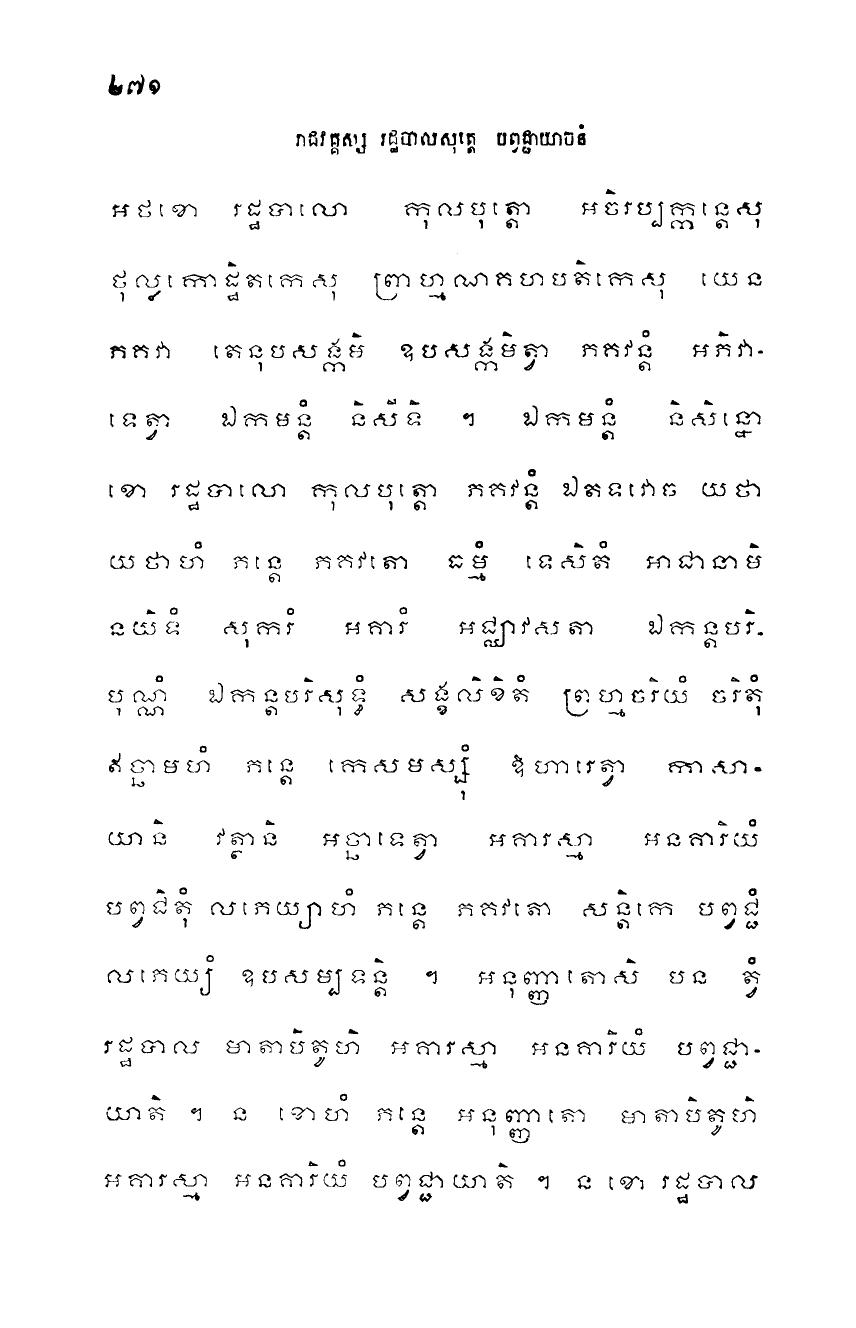 ២៧១
រាជវគ្គស្ស រដ្ឋបាលសុត្តេ បព្វជ្ជាយាចនំ
អថខោ រដ្ឋបាលោ កុលបុត្តោ អចិរប្បក្កន្តេសុ
ថុល្លកោដ្ឋិតកេសុ ព្រាហ្មណគហបតិកេសុ យេន
ភគវា តេនុបសង្កមិ ឧបសង្កមិត្វា ភគវន្តំ អភិវា-
ទេត្វា ឯកមន្តំ និសីទិ ។ ឯកមន្តំ និសិន្នោ
ខោ រដ្ឋបាលោ កុលបុត្តោ ភគវន្តំ ឯតទវោច យថា
យថាហំ ភន្តេ ភគវតោ ធម្មំ ទេសិតំ អាជានាមិ
នយិទំ សុករំ អគារំ អជ្ឈាវសតា ឯកន្តបរិ-
បុណ្ណំ ឯកន្តបរិសុទ្ធំ សង្ខលិខិតំ ព្រហ្មចរិយំ ចរិតុំ
ឥច្ឆាមហំ ភន្តេ កេសមស្សុំ ឱហារេត្វា កាសា-
យានិ វត្ថានិ អច្ឆាទេត្វា អគារស្មា អនគារិយំ
បព្វជិតុំ លភេយ្យាហំ ភន្តេ ភគវតោ សន្តិកេ បព្វជ្ជំ
លភេយ្យំ ឧបសម្បទន្តិ ។ អនុញ្ញាតោសិ បន ត្វំ
រដ្ឋបាល មាតាបិតូហិ អគារស្មា អនគារិយំ បព្វជ្ជា-
យាតិ ។ ន ខោហំ ភន្តេ អនុញ្ញាតោ មាតាបិតូហិ
អគារស្មា អនគារិយំ បព្វជ្ជាយាតិ ។ ន ខោ រដ្ឋបាល